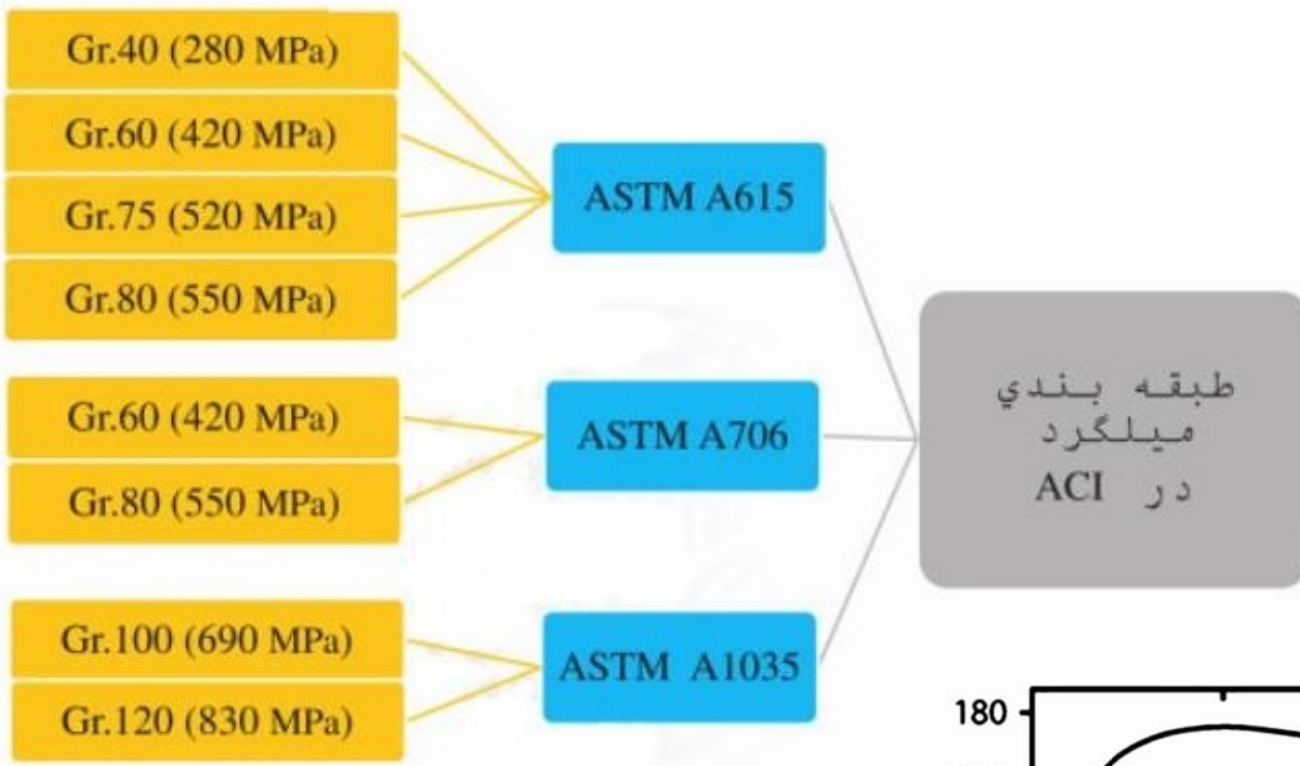 Gr.40 (280 MPa)
Gr.60 (420 MPa)
Gr.75 (520 MPa)
Gr.80 (550 MPa)
ASTM A615
Gr.60 (420 MPa)
Gr.80 (550 MPa)
ASTM A706
Gr.100 (690 MPa)
Gr.120 (830 MPa)
ASTM A1035
طبقه بندي
میلگرد
در ACI
180